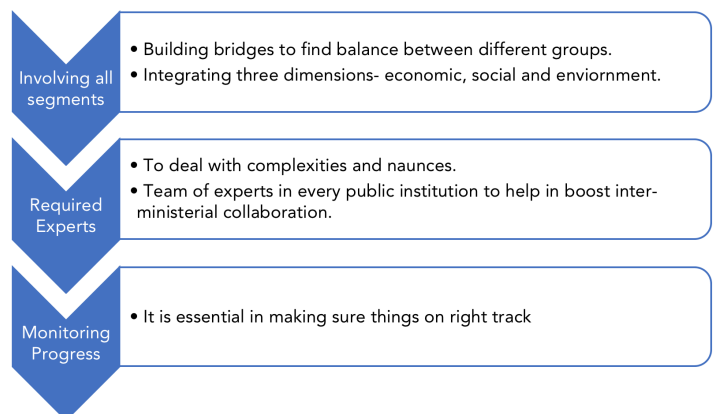 Involving all
segments
• Building bridges to find balance between different groups.
• Integrating three dimensions- economic, social and enviornment.
Required
Experts
• To deal with complexities and naunces.
• Team of experts in every public institution to help in boost inter-
ministerial collaboration.
Monitoring
Progress
• It is essential in making sure things on right track